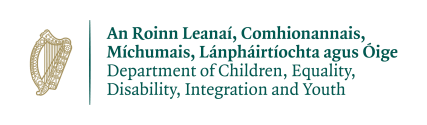 An Roinn Leanaí, Comhionannais,
Míchumais, Lánpháirtíochta agus Óige
Department of Children, Equality,
Disability, Integration and Youth